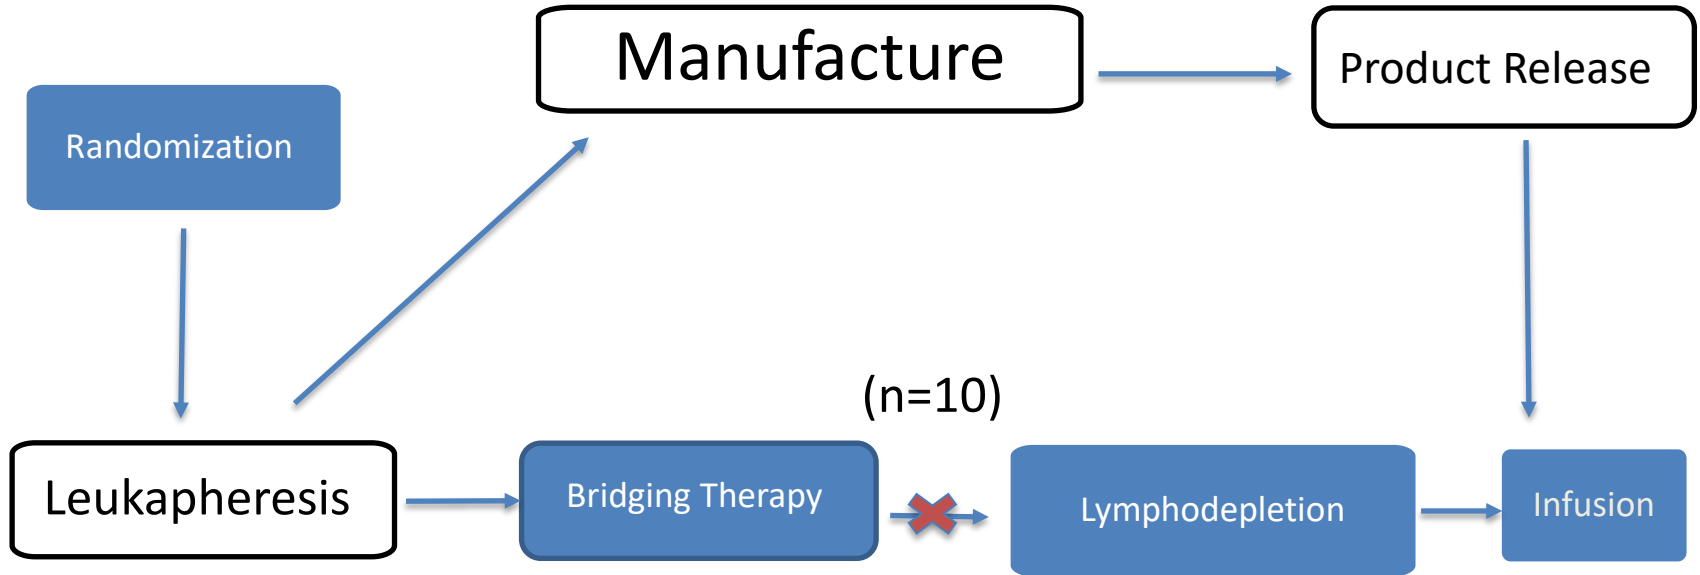 Manufacture
Product Release
Randomization
(n=10)
Leukapheresis
Bridging Therapy
Lymphodepletion
Infusion